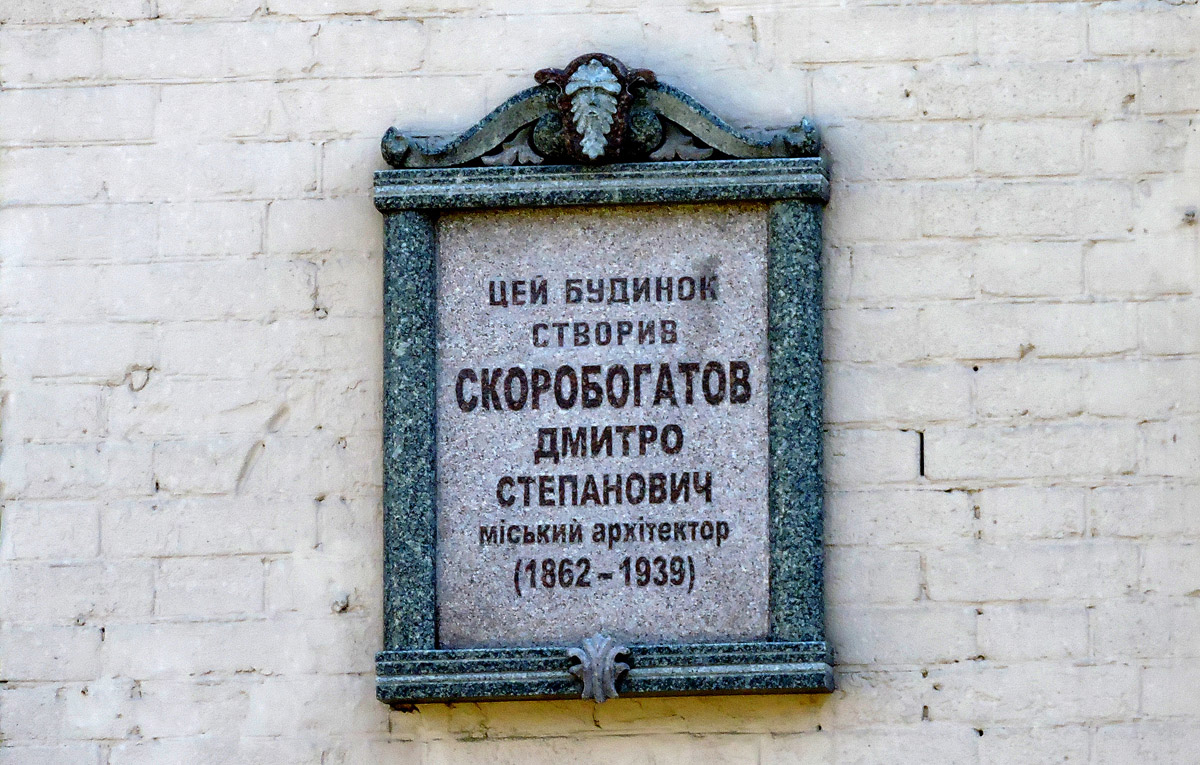 ЦЕЙ БУДИНОК
СТВОРИВ
СКОРОБОГАТОВ
ДМИТРО
СТЕПАНОВИЧ
міський архітектор
(1862 – 1939)